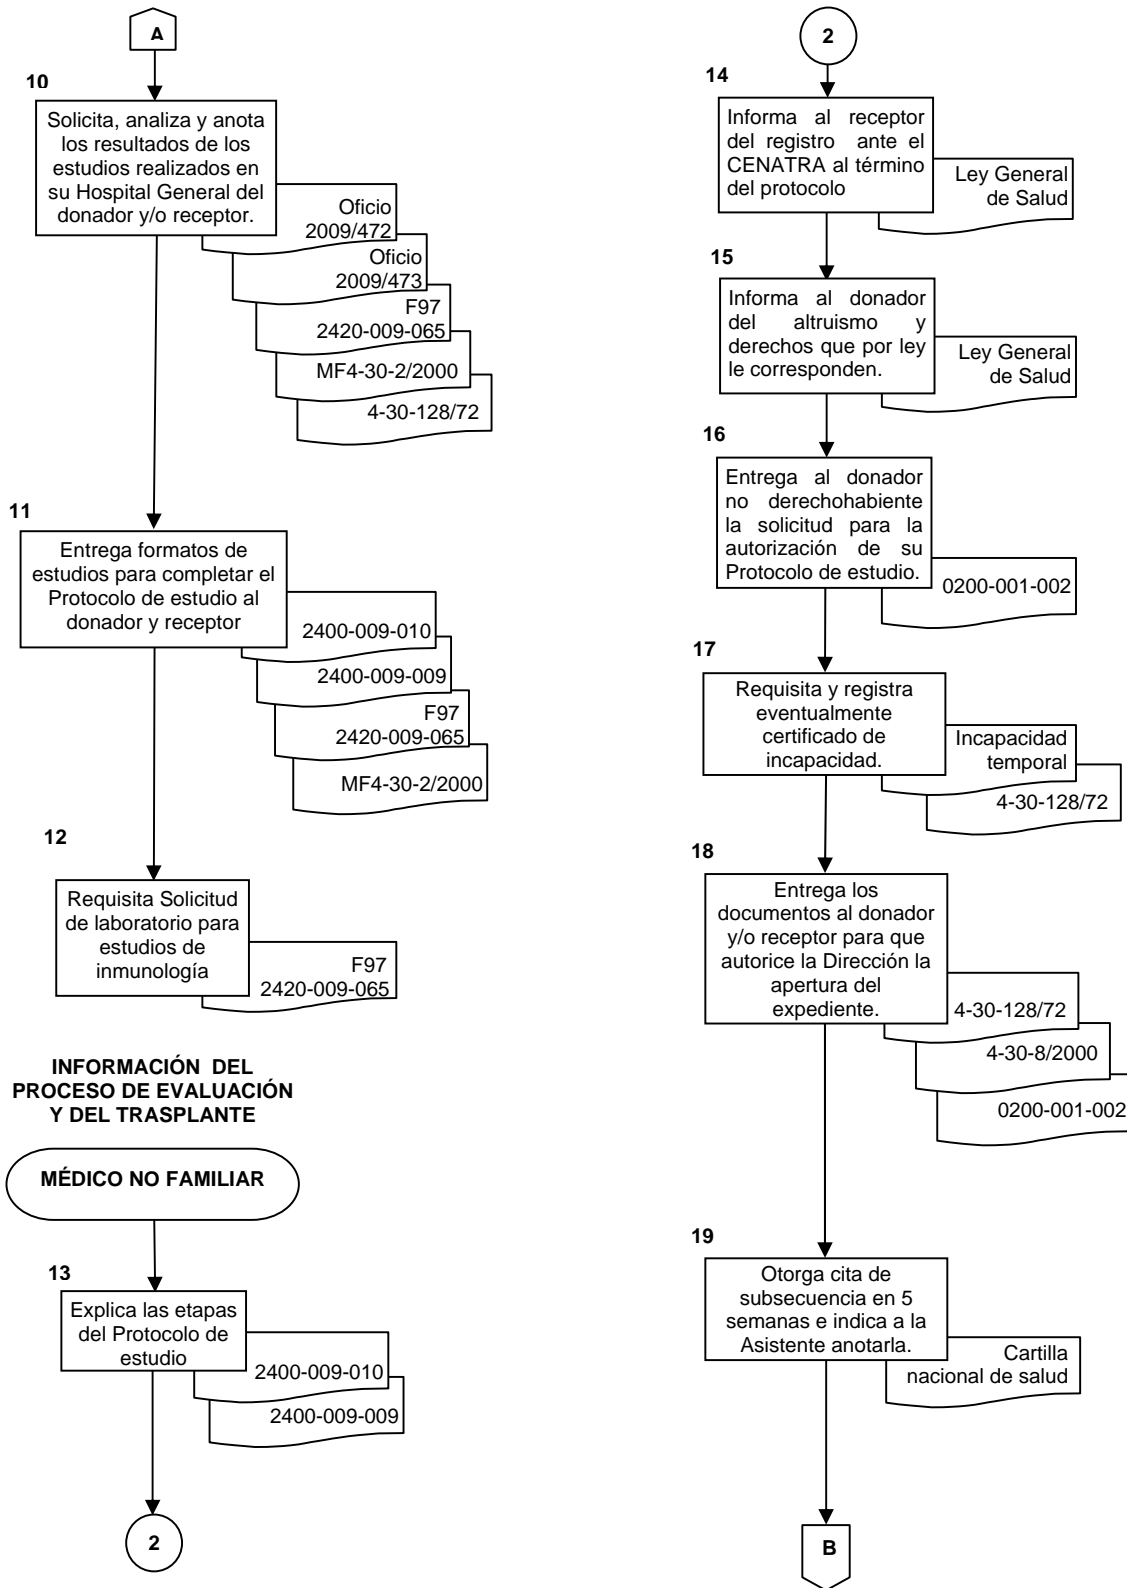 A
10
Solicita, analiza y anota
los resultados de los
estudios realizados en
su Hospital General del
donador y/o receptor.
Oficio
2009/472
Oficio
2009/473
F97
2420-009-065
MF4-30-2/2000
4-30-128/72
11
Entrega formatos de
estudios para completar el
Protocolo de estudio al
donador y receptor
2400-009-010
2400-009-009
F97
2420-009-065
MF4-30-2/2000
12
Requisita Solicitud
de laboratorio para
estudios de
inmunología
F97
2420-009-065
INFORMACIÓN DEL
PROCESO DE EVALUACIÓN
Y DEL TRASPLANTE
MÉDICO NO FAMILIAR
13
Explica las etapas
del Protocolo de
estudio
2400-009-010
2400-009-009
2
2
14
Informa al receptor
del registro ante el
CENATRA al término
del protocolo
Ley General
de Salud
15
Informa al donador
del altruismo y
derechos que por ley
le corresponden.
Ley General
de Salud
16
Entrega al donador
no derechohabiente
la solicitud para la
autorización de su
Protocolo de estudio.
0200-001-002
17
Requisita y registra
eventualmente
certificado de
incapacidad.
Incapacidad
temporal
4-30-128/72
18
Entrega los
documentos al donador
y/o receptor para que
autorice la Dirección la
apertura del
expediente.
4-30-128/72
4-30-8/2000
0200-001-002
19
Otorga cita de
subsecuencia en 5
semanas e indica a la
Asistente anotarla.
Cartilla
nacional de salud
B